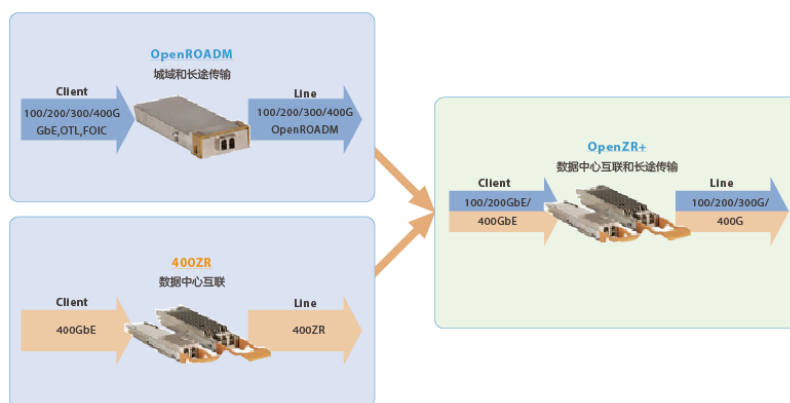 OpenROADM
城域和长途传输
Client
100/200/300/400G
GbE,OTL,FOIC
Line
100/200/300/400G
OpenROADM
400ZR
数据中心互联
Client
400GbE
Line
400ZR
OpenZR+
数据中心互联和长途传输
Client
100/200GbE/
400GbE
Line
100/200/300G/
400G